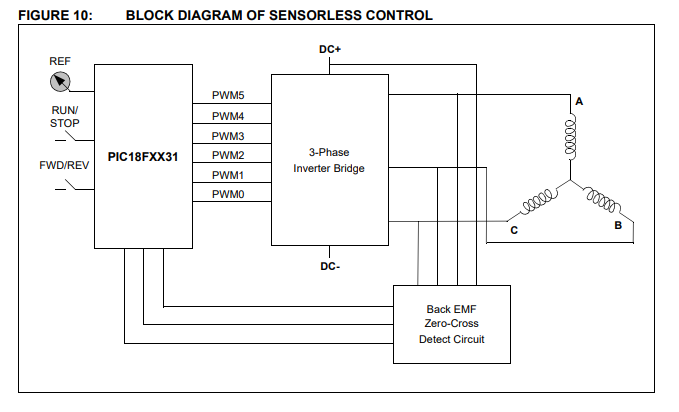 FIGURE 10: BLOCK DIAGRAM OF SENSORLESS CONTROL
DC+
REF
RUN/
STOP
FWD/REV
PIC18FXX31
PWM5
PWM4
PWM3
PWM2
PWM1
PWM0
3-Phase
Inverter Bridge
DC-
A
B
C
Back EMF
Zero-Cross
Detect Circuit